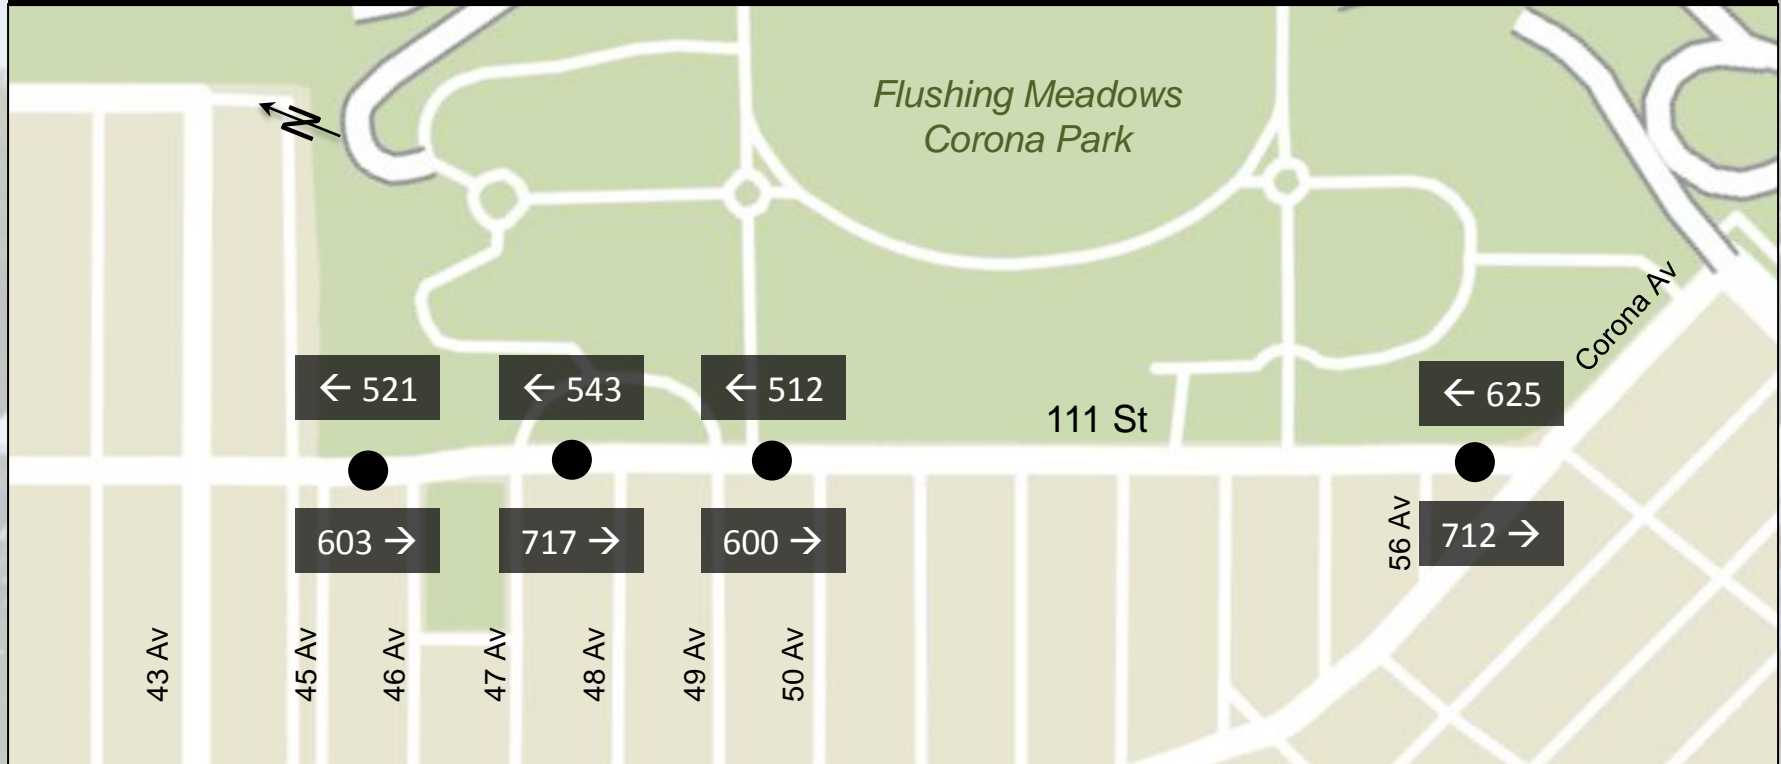 Flushing Meadows
Corona Park
N
Corona Av
← 521
← 543
← 512
← 625
111 St
603 →
717 →
600 →
56 Av
712 →
43 Av
45 Av
46 Av
47 Av
48 Av
49 Av
50 Av